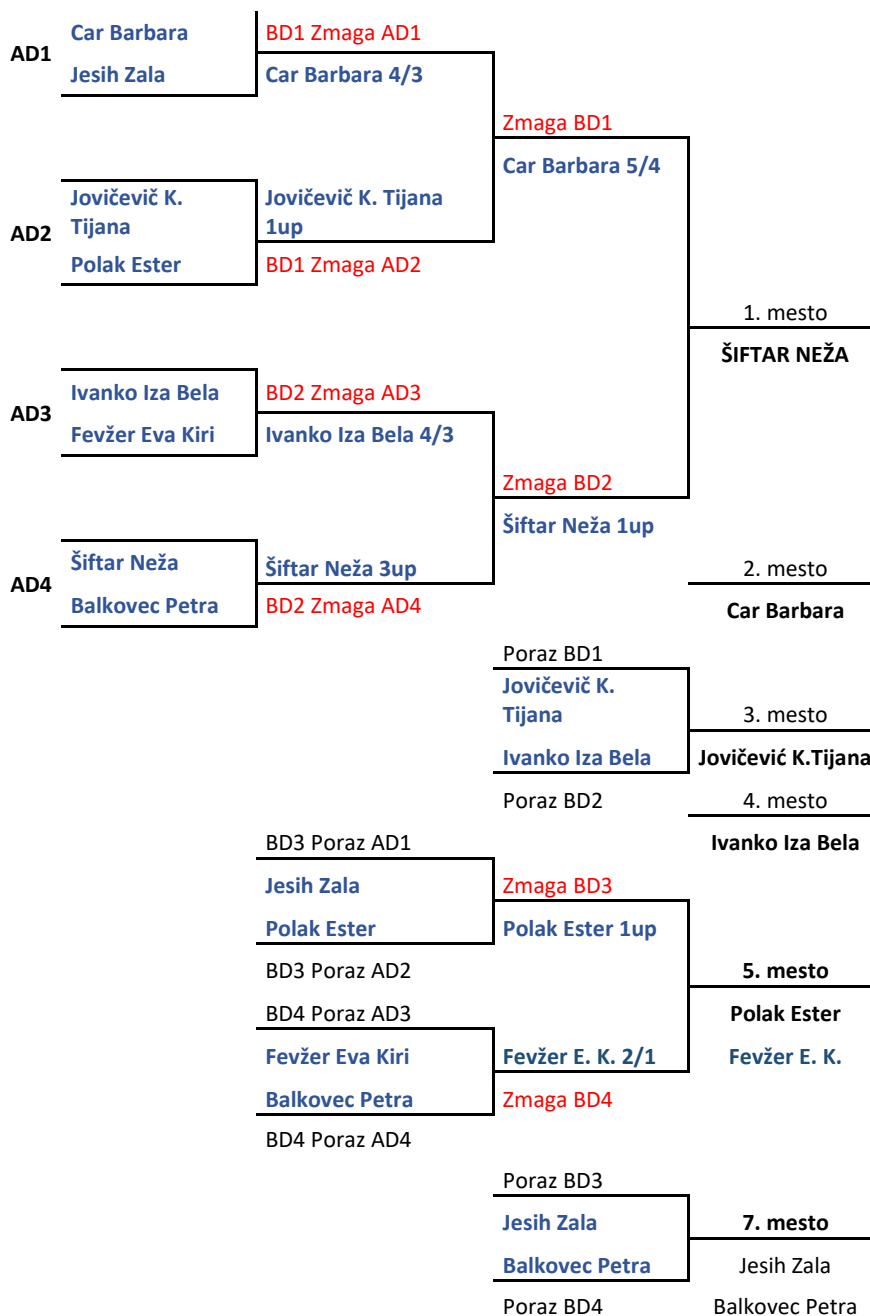 AD1
Car Barbara
Jesih Zala
BD1 Zmaga AD1
Car Barbara 4/3
Zmaga BD1
Car Barbara 5/4
AD2
Jovičevič K.
Tijana
Polak Ester
Jovičevič K. Tijana
1up
BD1 Zmaga AD2
1. mesto
ŠIFTAR NEŽA
AD3
Ivanko Iza Bela
Fevžer Eva Kiri
BD2 Zmaga AD3
Ivanko Iza Bela 4/3
Zmaga BD2
Šiftar Neža 1up
AD4
Šiftar Neža
Balkovec Petra
Šiftar Neža 3up
BD2 Zmaga AD4
2. mesto
Car Barbara
Poraz BD1
Jovičevič K.
Tijana
Ivanko Iza Bela
Poraz BD2
3. mesto
Jovičević K.Tijana
4. mesto
Ivanko Iza Bela
BD3 Poraz AD1
Jesih Zala
Polak Ester
BD3 Poraz AD2
Zmaga BD3
Polak Ester 1up
BD4 Poraz AD3
Fevžer Eva Kiri
Balkovec Petra
BD4 Poraz AD4
Fevžer E. K. 2/1
Zmaga BD4
5. mesto
Polak Ester
Fevžer E. K.
Poraz BD3
Jesih Zala
Balkovec Petra
Poraz BD4
7. mesto
Jesih Zala
Balkovec Petra